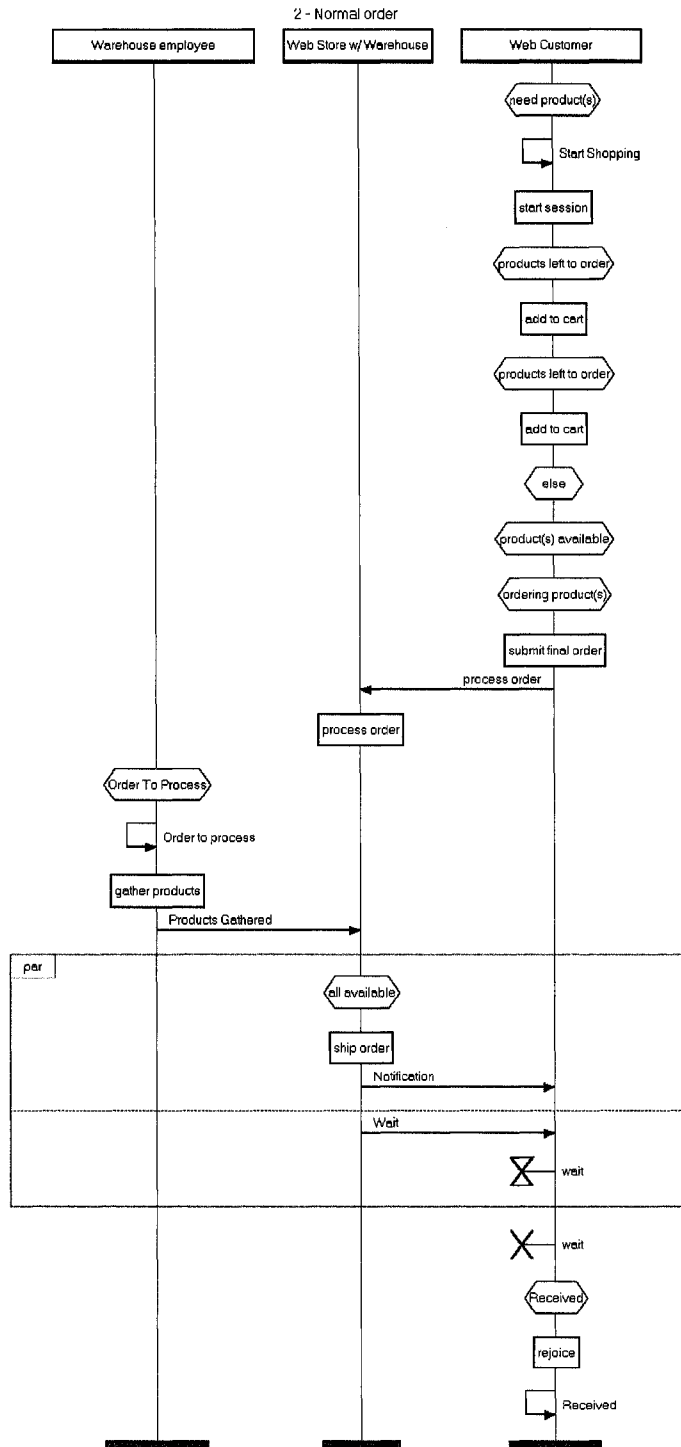 2 - Normal order
Warehouse employee
Web Store w/ Warehouse
Web Customer
need product(s)
Start Shopping
start session
products left to order
add to cart
products left to order
add to cart
else
product(s) available
ordering product(s)
submit final order
process order
process order
Order To Process
Order to process
gather products
Products Gathered
par
all available
ship order
Notification
Wait
wait
wait
Received
rejoice
Received